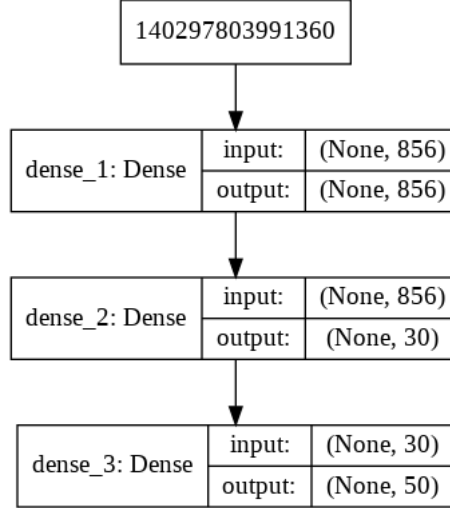 140297803991360
dense_1: Dense
input:
(None, 856)
output:
(None, 856)
dense_2: Dense
input:
(None, 856)
output:
(None, 30)
dense_3: Dense
input:
(None, 30)
output:
(None, 50)